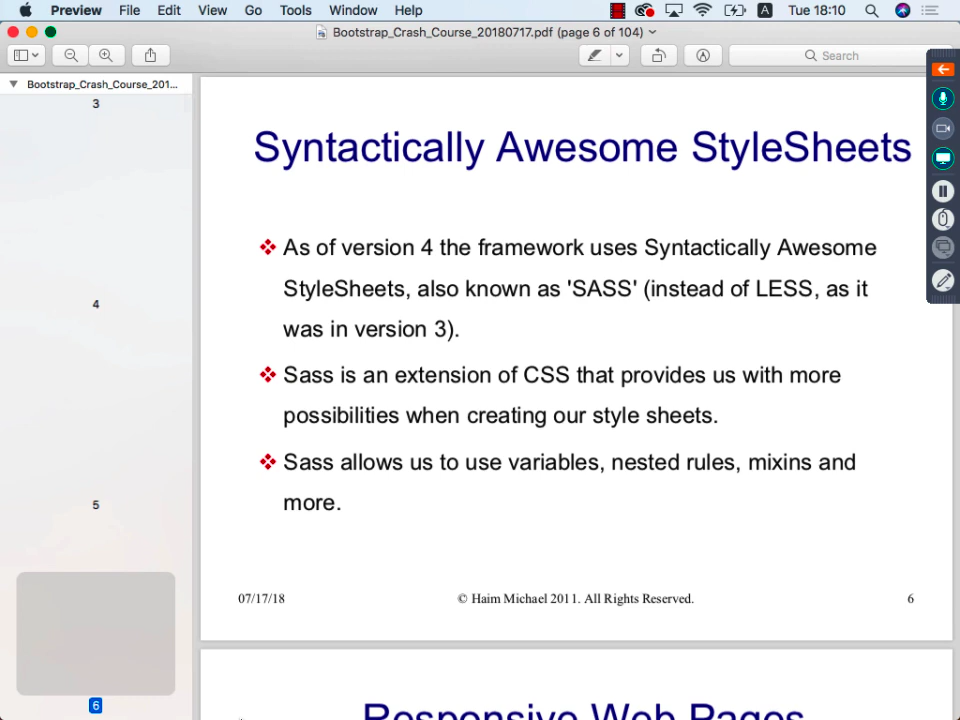 Preview File Edit View Go Tools Window Help A Tue 18:10
Bootstrap_Crash_Course_20180717.pdf (page 6 of 104)
Search
Bootstrap_Crash_Course_201...
3
4
5
6
Syntactically Awesome StyleSheets
As of version 4 the framework uses Syntactically Awesome
StyleSheets, also known as 'SASS' (instead of LESS, as it
was in version 3).
Sass is an extension of CSS that provides us with more
possibilities when creating our style sheets.
Sass allows us to use variables, nested rules, mixins and
more.
07/17/18 © Haim Michael 2011. All Rights Reserved. 6
Responsive Web Pages